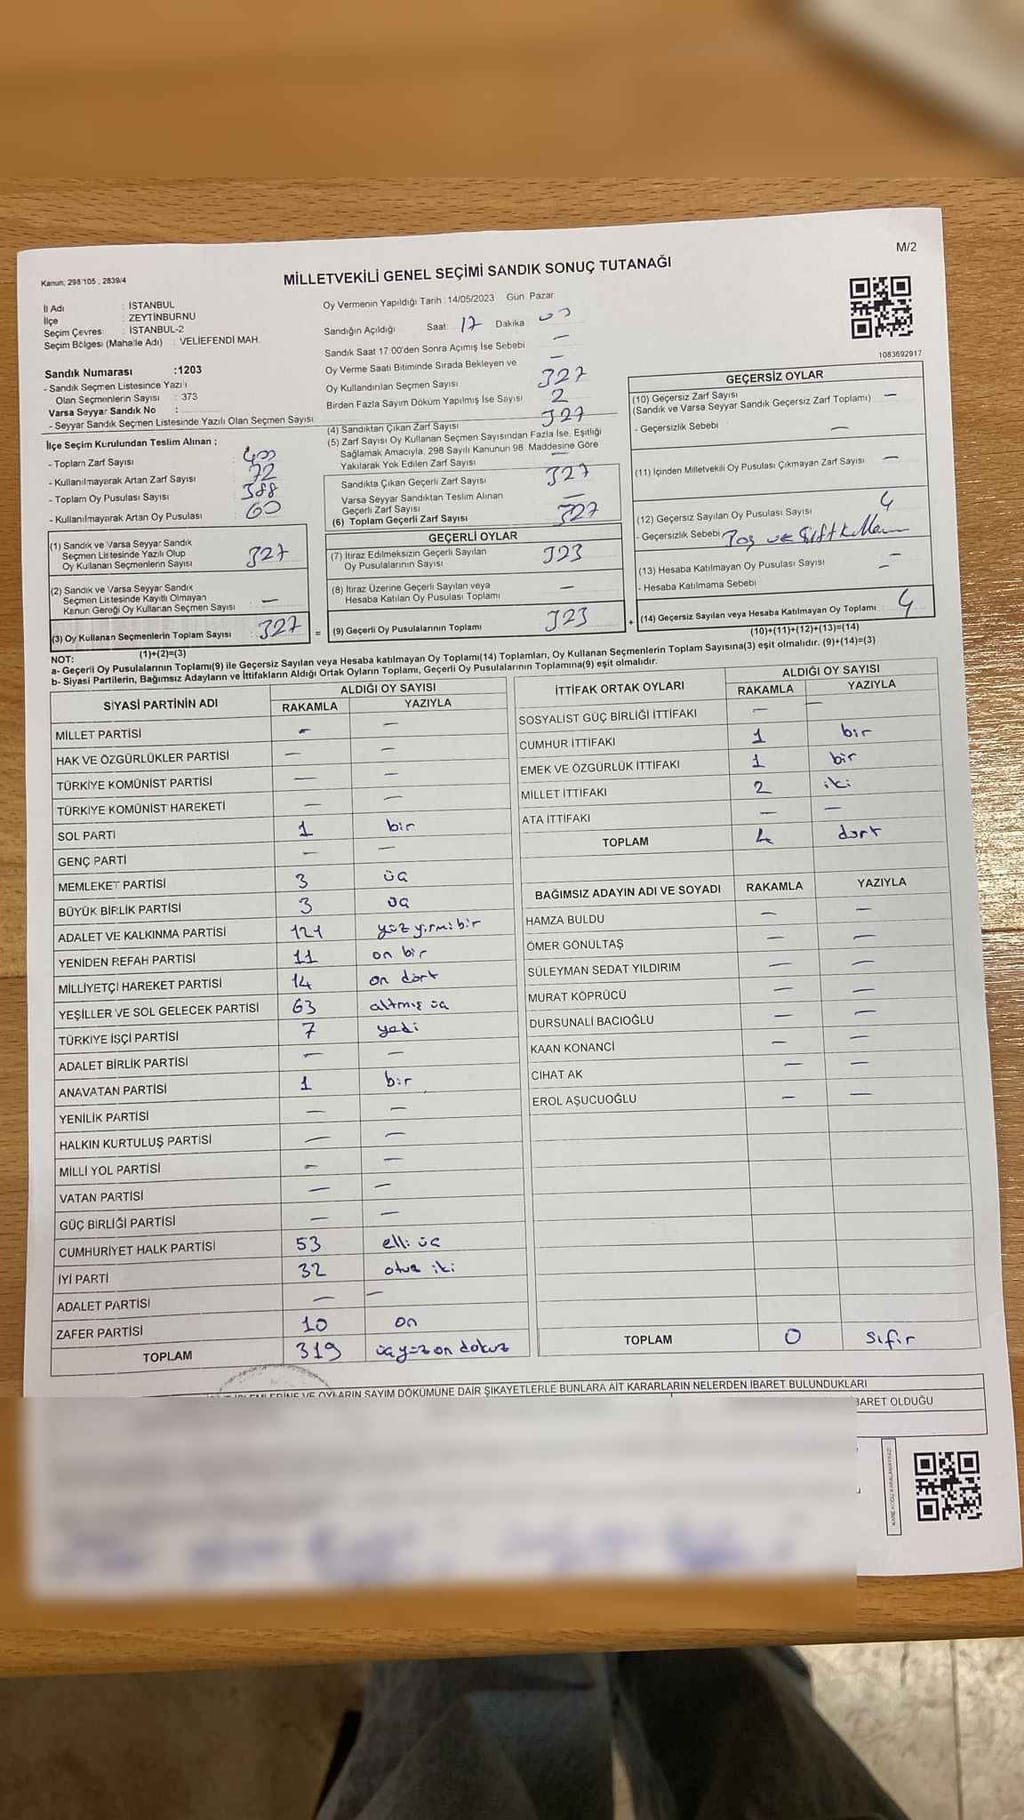 M/2
Kanun; 298/105 , 2839/4
MİLLETVEKİLİ GENEL SEÇİMİ SANDIK SONUÇ TUTANAĞI
İl Adı : İSTANBUL
İlçe : ZEYTİNBURNU
Seçim Çevres : İSTANBUL-2
Seçim Bölgesi (Mahalle Adı) : VELİEFENDİ MAH.
Sandık Numarası :1203
- Sandık Seçmen Listesince Yazılı
Olan Seçmenlerin Sayısı : 373
Varsa Seyyar Sandık No :
- Seyyar Sandık Seçmen Listesinde Yazılı Olan Seçmen Sayısı
İlçe Seçim Kurulundan Teslim Alınan ;
- Toplam Zarf Sayısı : 400
- Kullanılmayarak Artan Zarf Sayısı : 72
- Toplam Oy Pusulası Sayısı : 388
- Kullanılmayarak Artan Oy Pusulası : 60
(1) Sandık ve Varsa Seyyar Sandık
Seçmen Listesinde Yazılı Olup
Oy Kullanan Seçmenlerin Sayısı 327
(2) Sandık ve Varsa Seyyar Sandık
Seçmen Listesinde Kayıtlı Olmayan
Kanun Gereği Oy Kullanan Seçmen Sayısı —
(3) Oy Kullanan Seçmenlerin Toplam Sayısı 327 =
(1)+(2)=(3)
Oy Vermenin Yapıldığı Tarih :14/05/2023 Gün Pazar
Sandığın Açıldığı Saat: 17 Dakika 00
Sandık Saat 17:00'den Sonra Açımış İse Sebebi —
Oy Verme Saati Bitiminde Sırada Bekleyen ve —
Oy Kullandırılan Seçmen Sayısı 327
Birden Fazla Sayım Döküm Yapılmış İse Sayısı 2
(4) Sandıktan Çıkan Zarf Sayısı 327
(5) Zarf Sayısı Oy Kullanan Seçmen Sayısından Fazla İse, Eşitliği
Sağlamak Amacıyla, 298 Sayılı Kanunun 98. Maddesine Göre
Yakılarak Yok Edilen Zarf Sayısı —
Sandıkta Çıkan Geçerli Zarf Sayısı 327
Varsa Seyyar Sandıktan Teslim Alınan
Geçerli Zarf Sayısı —
(6) Toplam Geçerli Zarf Sayısı 327
GEÇERLİ OYLAR
(7) İtiraz Edilmeksizin Geçerli Sayılan
Oy Pusulalarının Sayısı 323
(8) İtiraz Üzerine Geçerli Sayılan veya
Hesaba Katılan Oy Pusulası Toplamı —
(9) Geçerli Oy Pusulalarının Toplamı 323 +
1083692917
GEÇERSİZ OYLAR
(10) Geçersiz Zarf Sayısı —
(Sandık ve Varsa Seyyar Sandık Geçersiz Zarf Toplamı)
- Geçersizlik Sebebi —
(11) İçinden Milletvekili Oy Pusulası Çıkmayan Zarf Sayısı —
(12) Geçersiz Sayılan Oy Pusulası Sayısı 4
- Geçersizlik Sebebi Boş ve
(13) Hesaba Katılmayan Oy Pusulası Sayısı —
- Hesaba Katılmama Sebebi —
(14) Geçersiz Sayılan veya Hesaba Katılmayan Oy Toplamı 4
(10)+(11)+(12)+(13)=(14)
NOT:
a- Geçerli Oy Pusulalarının Toplamı(9) ile Geçersiz Sayılan veya Hesaba katılmayan Oy Toplamı(14) Toplamları, Oy Kullanan Seçmenlerin Toplam Sayısına(3) eşit olmalıdır. (9)+(14)=(3)
b- Siyasi Partilerin, Bağımsız Adayların ve İttifakların Aldığı Ortak Oyların Toplamı, Geçerli Oy Pusulalarının Toplamına(9) eşit olmalıdır.
SİYASİ PARTİNİN ADI ALDIĞI OY SAYISI
RAKAMLA YAZIYLA
MİLLET PARTİSİ — —
HAK VE ÖZGÜRLÜKLER PARTİSİ — —
TÜRKİYE KOMÜNİST PARTİSİ — —
TÜRKİYE KOMÜNİST HAREKETİ — —
SOL PARTİ 1 bir
GENÇ PARTİ — —
MEMLEKET PARTİSİ 3 üç
BÜYÜK BİRLİK PARTİSİ 3 üç
ADALET VE KALKINMA PARTİSİ 121 yüz yirmi bir
YENİDEN REFAH PARTİSİ 11 on bir
MİLLİYETÇİ HAREKET PARTİSİ 14 on dört
YEŞİLLER VE SOL GELECEK PARTİSİ 63 altmış üç
TÜRKİYE İŞÇİ PARTİSİ 7 yedi
ADALET BİRLİK PARTİSİ — —
ANAVATAN PARTİSİ 1 bir
YENİLİK PARTİSİ — —
HALKIN KURTULUŞ PARTİSİ — —
MİLLİ YOL PARTİSİ — —
VATAN PARTİSİ — —
GÜÇ BİRLİĞİ PARTİSİ — —
CUMHURİYET HALK PARTİSİ 53 elli üç
İYİ PARTİ 32 otuz iki
ADALET PARTİSİ — —
ZAFER PARTİSİ 10 on
TOPLAM 319 üçyüz on dokuz
İTTİFAK ORTAK OYLARI ALDIĞI OY SAYISI
RAKAMLA YAZIYLA
SOSYALİST GÜÇ BİRLİĞİ İTTİFAKI — —
CUMHUR İTTİFAKI 1 bir
EMEK VE ÖZGÜRLÜK İTTİFAKI 1 bir
MİLLET İTTİFAKI 2 iki
ATA İTTİFAKI — —
TOPLAM 4 dört
BAĞIMSIZ ADAYIN ADI VE SOYADI RAKAMLA YAZIYLA
HAMZA BULDU — —
ÖMER GÖNÜLTAŞ — —
SÜLEYMAN SEDAT YILDIRIM — —
MURAT KÖPRÜCÜ — —
DURSUNALİ BACIOĞLU — —
KAAN KONANCİ — —
CİHAT AK — —
EROL AŞUCUOĞLU — —
TOPLAM 0 sıfır
VE OYLARIN SAYIM DÖKÜMÜNE DAİR ŞİKAYETLERLE BUNLARA AİT KARARLARIN NELERDEN İBARET BULUNDUKLARI
BARET OLDUĞU